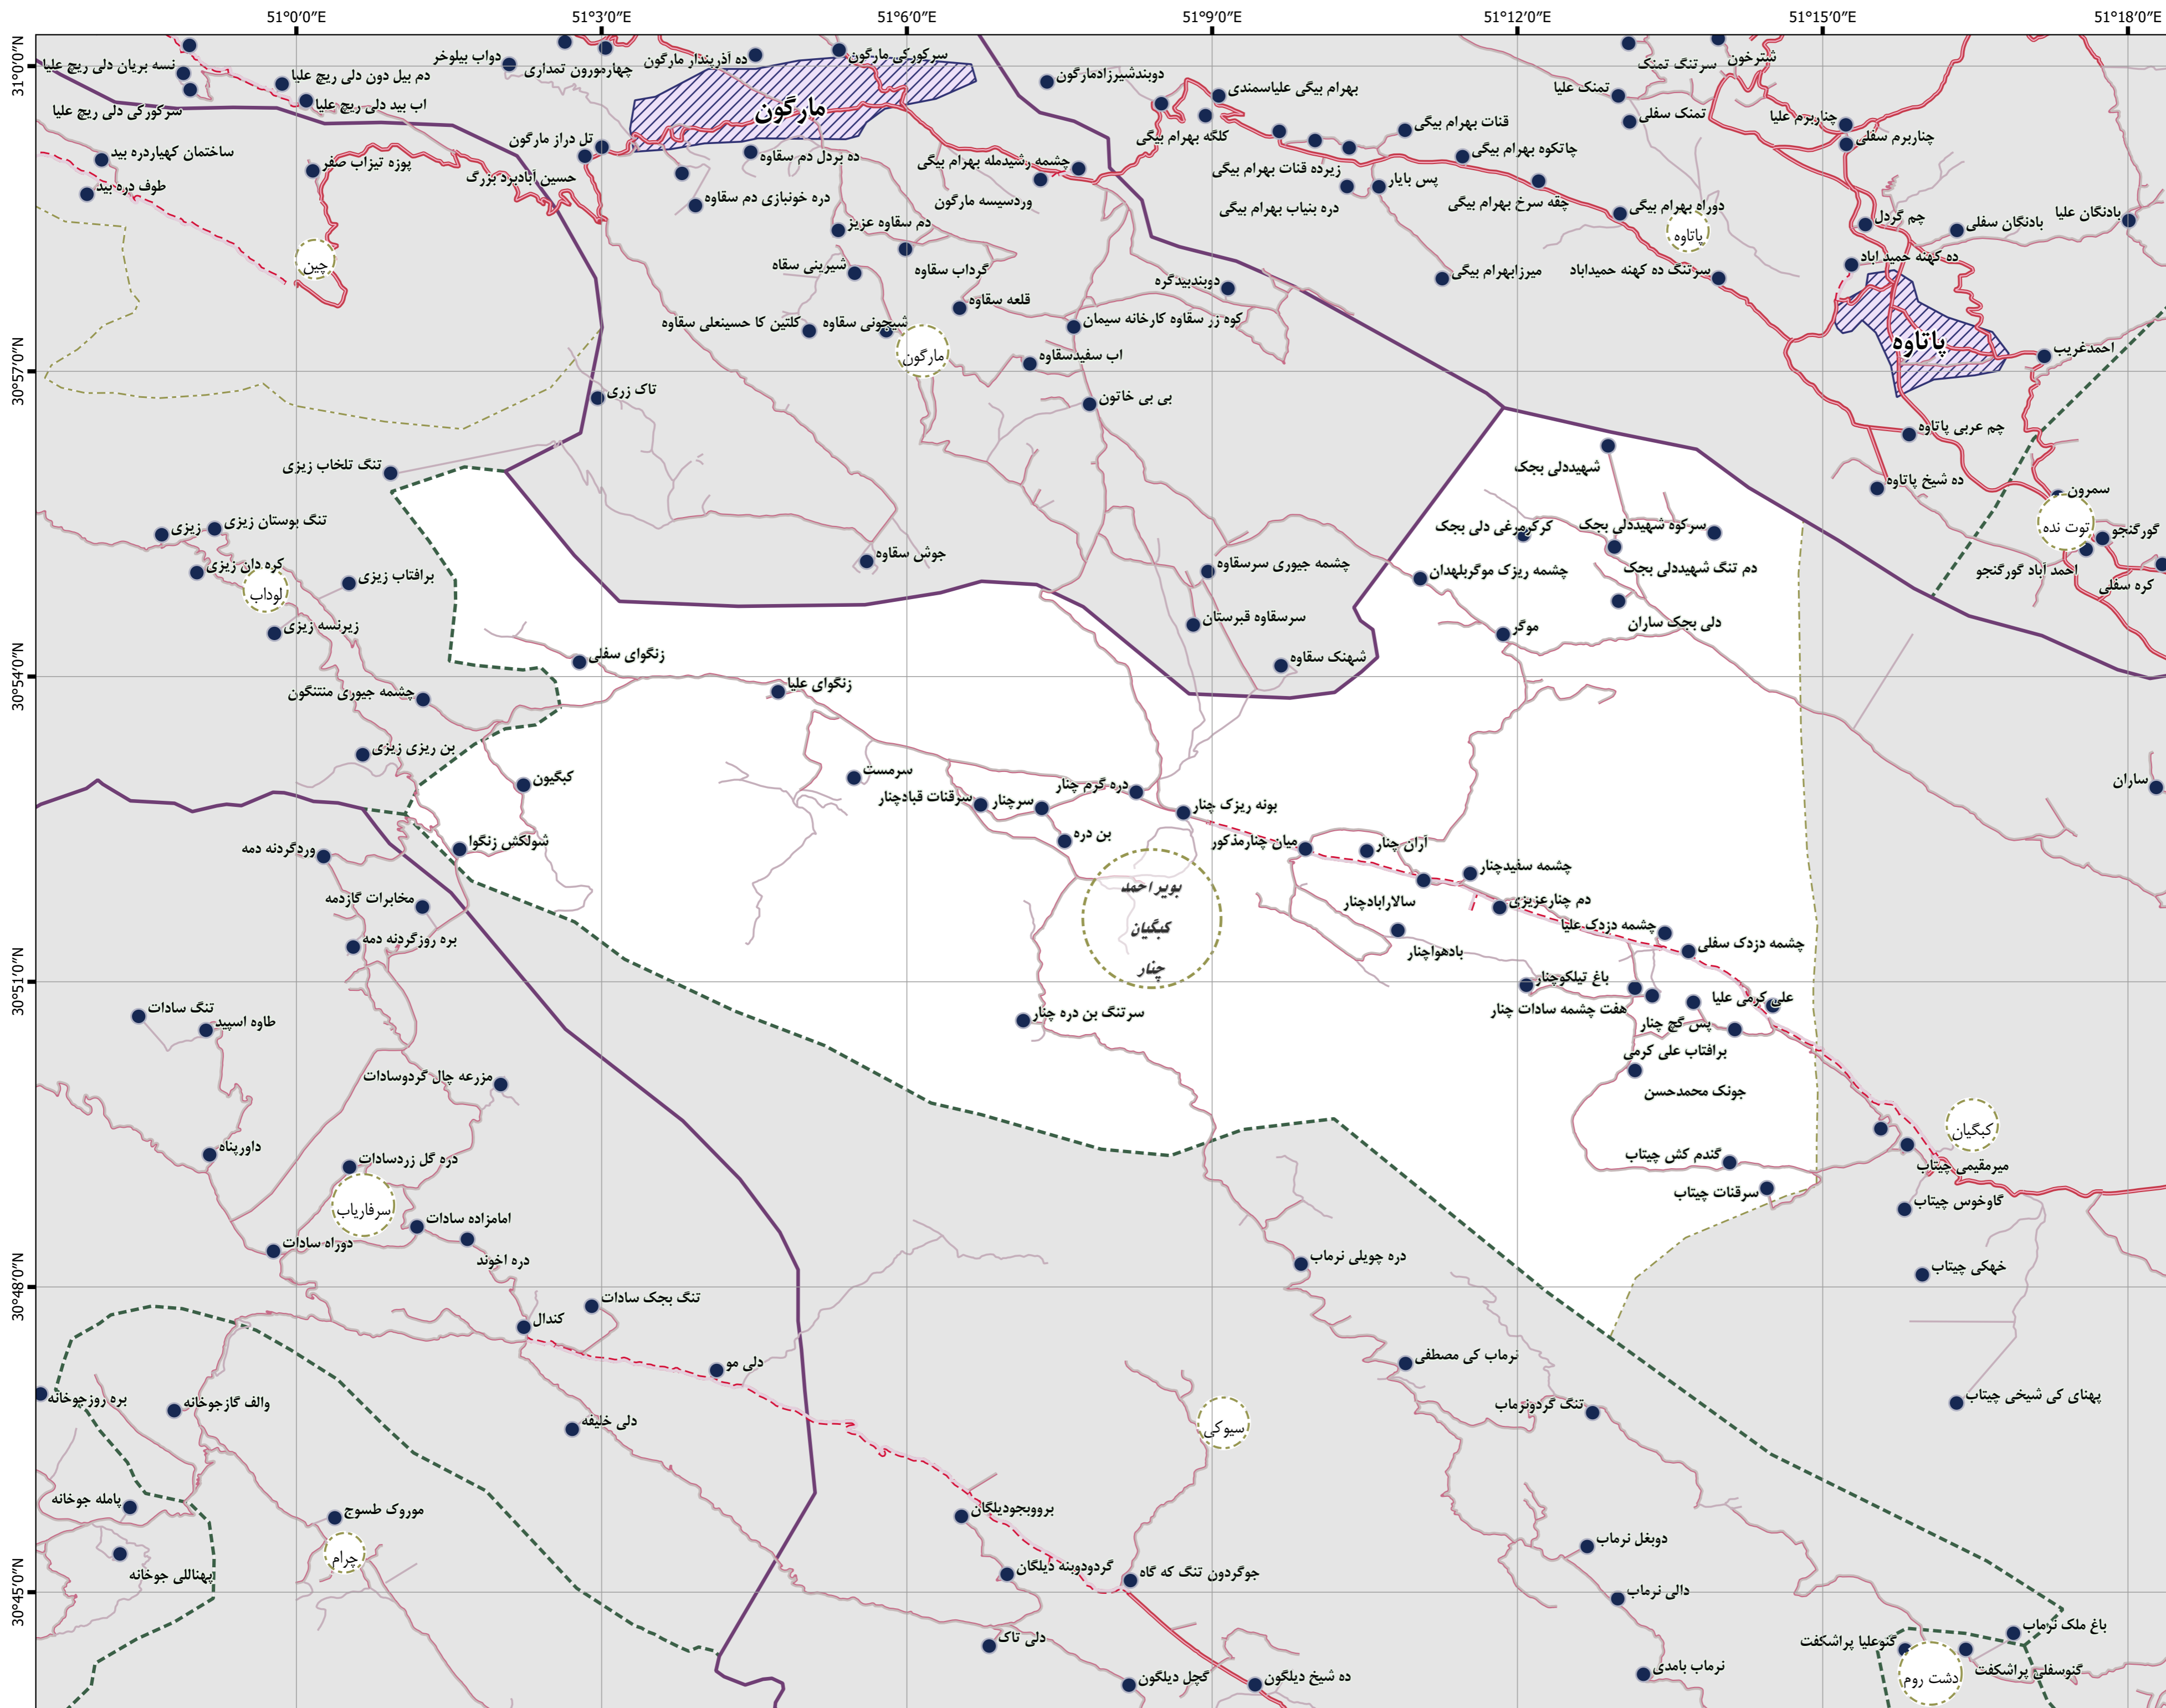 51°0'0"E
51°3'0"E
51°6'0"E
51°9'0"E
51°12'0"E
51°15'0"E
51°18'0"E
31°0'0"N
30°57'0"N
30°54'0"N
30°51'0"N
30°48'0"N
30°45'0"N
نسه بریان دلی ریچ علیا
دم بیل دون دلی ریچ علیا
اب بید دلی ریچ علیا
سرکورکی دلی ریچ علیا
دواب بیلوخر
چهارمورون تمداری
ده آذرپندار مارگون
سرکورکی مارگون
دوبندشیرزادمارگون
بهرام بیگی علیاسمندی
سرتنگ تمنک
شترخون
تمنک علیا
تمنک سفلی
چناربرم علیا
چناربرم سفلی
مارگون
تل دراز مارگون
کلگه بهرام بیگی
قنات بهرام بیگی
چاتکوه بهرام بیگی
ساختمان کهیاردره بید
پوزه تیزاب صفر
طوف دره بید
حسین آبادبرد بزرگ
ده بردل دم سقاوه
چشمه رشیدمله بهرام بیگی
زیرده قنات بهرام بیگی
پس بایار
دره خونبازی دم سقاوه
وردسیسه مارگون
دره بنیاب بهرام بیگی
چقه سرخ بهرام بیگی
دوراه بهرام بیگی
چم گردل
بادنگان سفلی
بادنگان علیا
پاتاوه
دم سقاوه عزیز
گرداب سقاوه
شیرینی سقاه
چین
دوبندبیدگره
میرزابهرام بیگی
سرتنگ ده کهنه حمیداباد
ده کهنه حمید اباد
قلعه سقاوه
کلتین کا حسینعلی سقاوه
شیچونی سقاوه
کوه زر سقاوه کارخانه سیمان
مارگون
اب سفیدسقاوه
پاتاوه
احمدغریب
تاک زری
بی بی خاتون
چم عربی پاتاوه
تنگ تلخاب زیزی
شهیددلی بجک
ده شیخ پاتاوه
سمرون
توت نده
گورگنجو
احمد آباد گورگنجو
کره سفلی
زیزی
تنگ بوستان زیزی
کره دان زیزی
لوداب
برافتاب زیزی
زیرنسه زیزی
جوش سقاوه
چشمه جیوری سرسقاوه
کرکرمرغی دلی بجک
سرکوه شهیددلی بجک
چشمه ریزک موگربلهدان
دم تنگ شهیددلی بجک
سرسقاوه قبرستان
دلی بجک ساران
موگر
زنگوای سفلی
شهنک سقاوه
چشمه جیوری منتنگون
زنگوای علیا
بن ریزی زیزی
کبگیون
سرمست
سرقنات قبادچنار
سرچنار
دره گرم چنار
بونه ریزک چنار
ساران
وردگردنه دمه
شولکش زنگوا
بن دره
میان چنارمذکور
آران چنار
چشمه سفیدچنار
مخابرات گازدمه
بویر احمد
کبگیان
چنار
سالارابادچنار
دم چنارعزیزی
چشمه دزدک علیا
چشمه دزدک سفلی
بره روزگردنه دمه
بادهواچنار
باغ تیلکوچنار
هفت چشمه سادات چنار
علی کرمی علیا
پس گچ چنار
تنگ سادات
طاوه اسپید
سرتنگ بن دره چنار
برافتاب علی کرمی
جونک محمدحسن
مزرعه چال گردوسادات
کبگیان
داورپناه
دره گل زردسادات
گندم کش چیتاب
میرمقیمی چیتاب
سرفاریاب
سرقنات چیتاب
گاوخوس چیتاب
امامزاده سادات
دوراه سادات
دره اخوند
دره چویلی نرماب
خهکی چیتاب
تنگ بجک سادات
کندال
دلی مو
نرماب کی مصطفی
بره روزجوخانه
والف گازجوخانه
دلی خلیفه
سیوکی
تنگ گردونرماب
پهنای کی شیخی چیتاب
پامله جوخانه
موروک طسوج
چرام
پهناللی جوخانه
بروویجودیلگان
دوبغل نرماب
گردودوبنه دیلگان
جوگردون تنگ که گاه
دالی نرماب
دلی تاک
گچل دیلگون
ده شیخ دیلگون
نرماب بامدی
گنوعلیا پراشکفت
باغ ملک نرماب
دشت روم
گنوسفلی پراشکفت